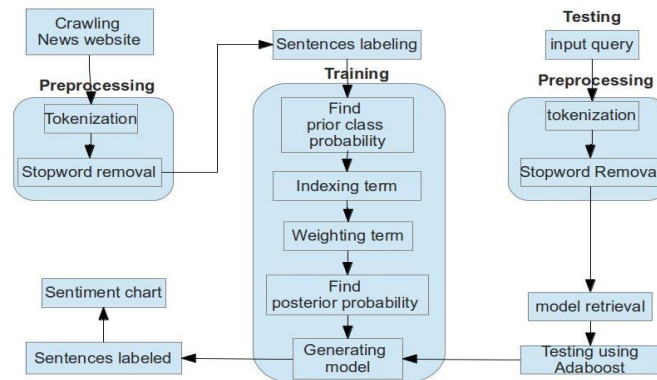 Crawling
News website
Preprocessing
Tokenization
Stopword removal
Sentences labeling
Training
Find
prior class
probability
Indexing term
Weighting term
Find
posterior probability
Generating
model
Testing
input query
Preprocessing
tokenization
Stopword Removal
model retrieval
Testing using
Adaboost
Sentences labeled
Sentiment chart